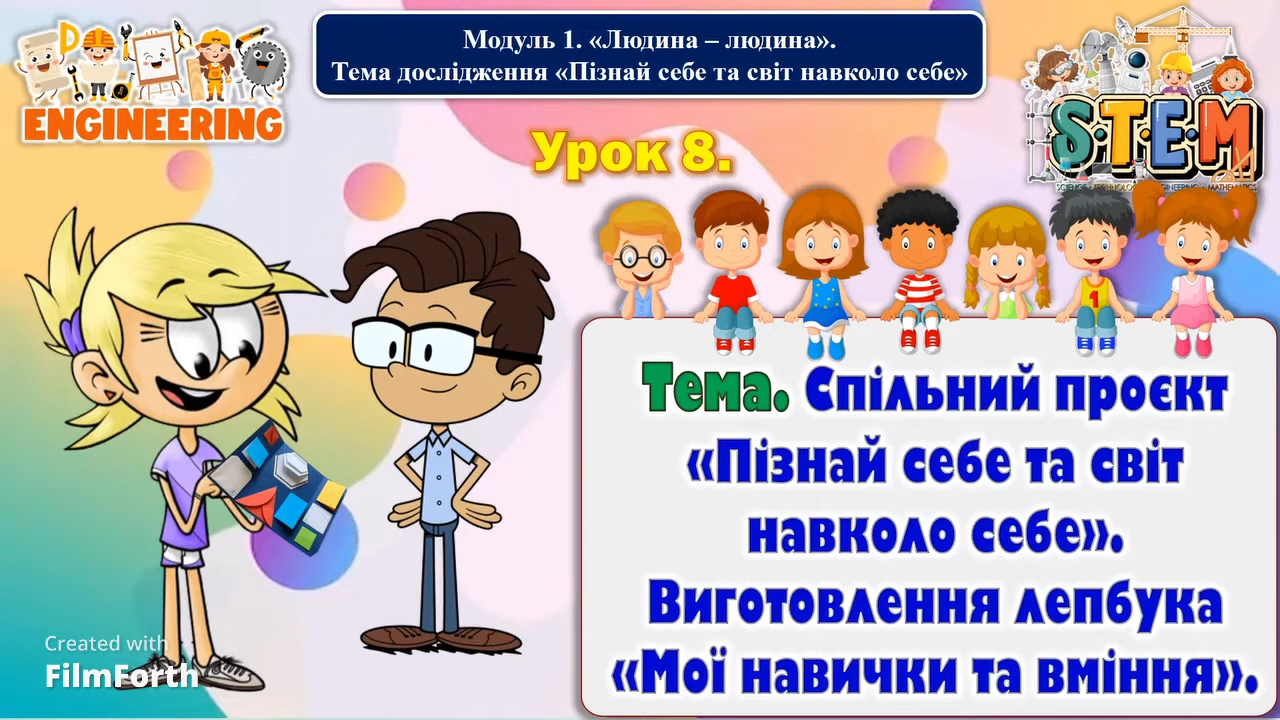 Модуль 1. «Людина – людина».
Тема дослідження «Пізнай себе та світ навколо себе»
ENGINEERING
S·T·E·M
Урок 8.
Тема. Спільний проєкт
«Пізнай себе та світ
навколо себе».
Виготовлення лепбука
«Мої навички та вміння».
1
Created with
FilmForth